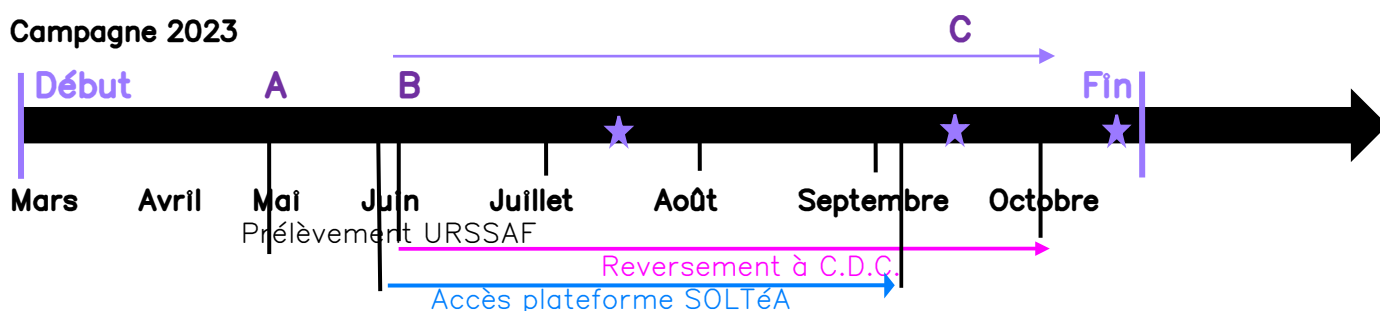 Campagne 2023
C
Début A B Fin
Mars Avril Mai Juin Juillet Août Septembre Octobre
Prélèvement URSSAF
Reversement à C.D.C.
Accès plateforme SOLTéA